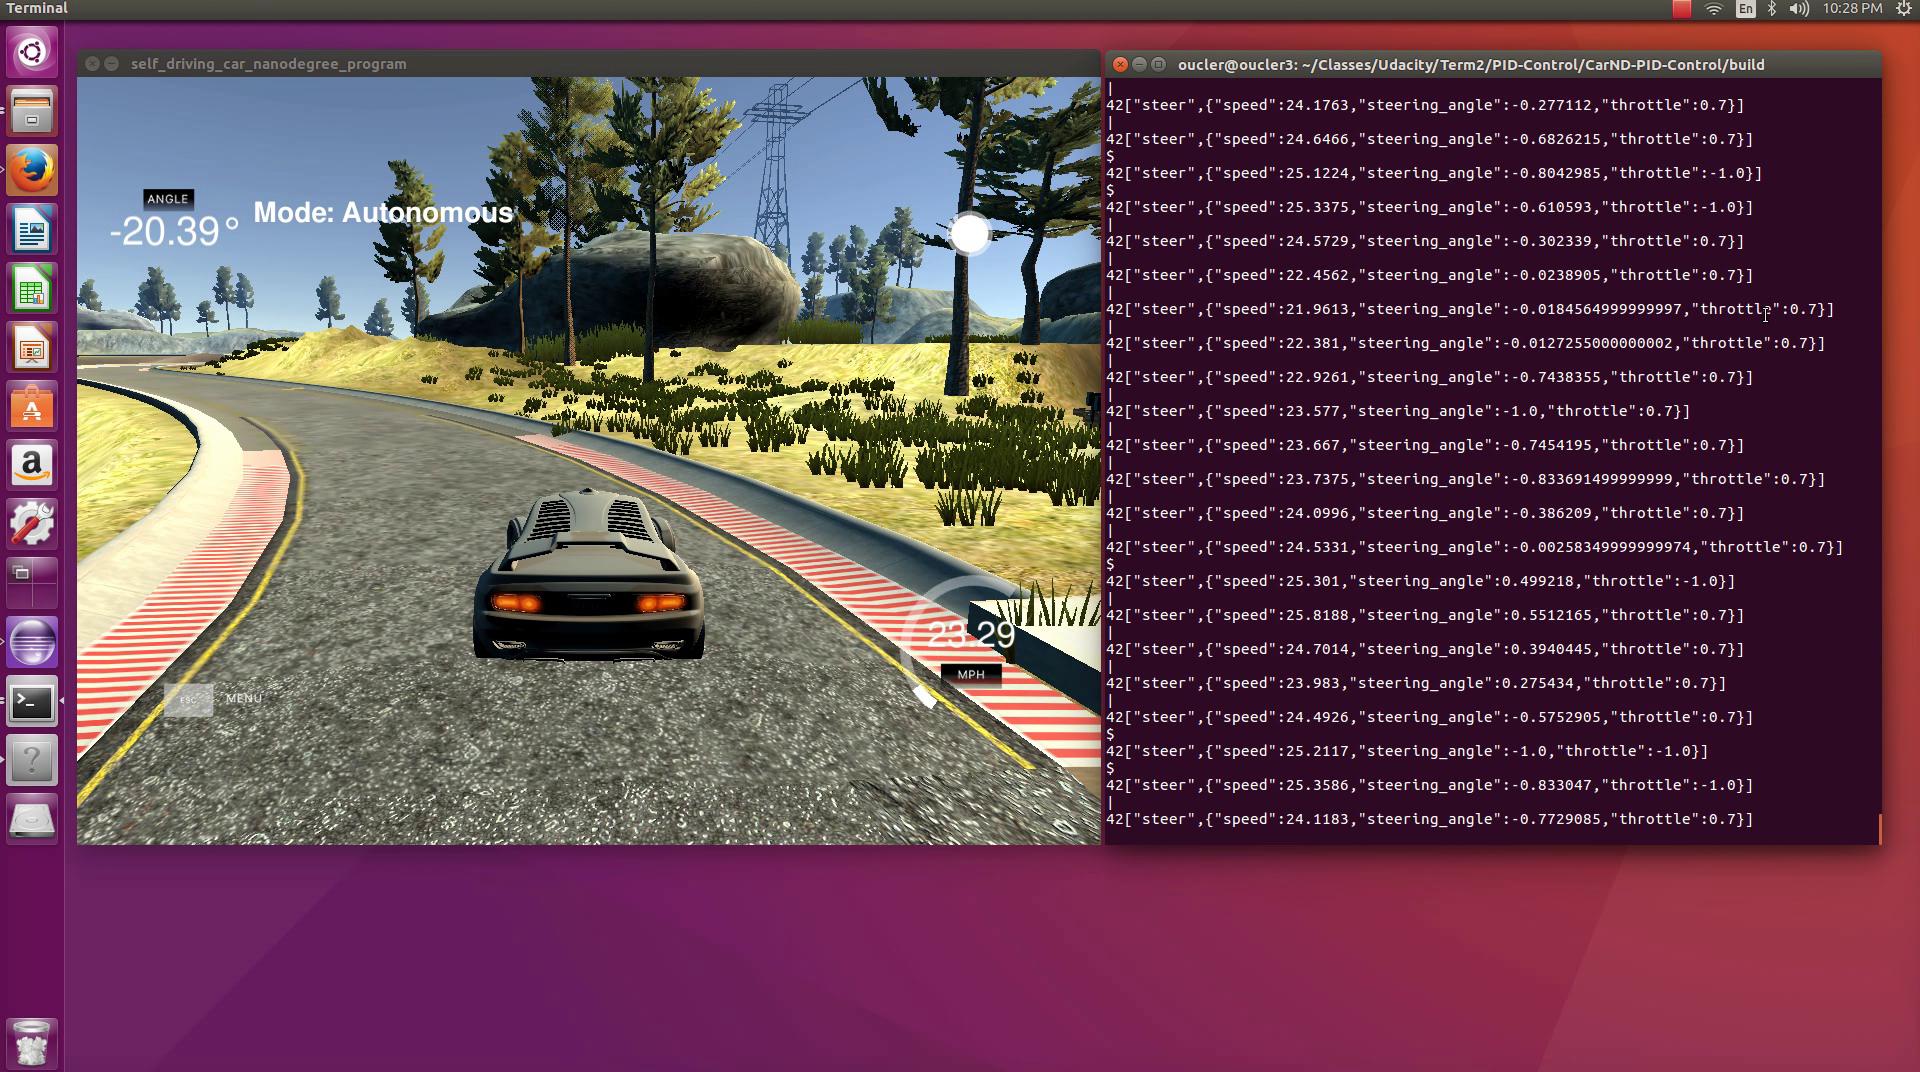 Terminal
En
10:28 PM
self_driving_car_nanodegree_program
ANGLE
-20.39°
Mode: Autonomous
23.29
MPH
ESC
MENU
a
>_
?
oucler@oucler3: ~/Classes/Udacity/Term2/PID-Control/CarND-PID-Control/build
|
42["steer",{"speed":24.1763,"steering_angle":-0.277112,"throttle":0.7}]
|
42["steer",{"speed":24.6466,"steering_angle":-0.6826215,"throttle":0.7}]
$
42["steer",{"speed":25.1224,"steering_angle":-0.8042985,"throttle":-1.0}]
$
42["steer",{"speed":25.3375,"steering_angle":-0.610593,"throttle":-1.0}]
|
42["steer",{"speed":24.5729,"steering_angle":-0.302339,"throttle":0.7}]
|
42["steer",{"speed":22.4562,"steering_angle":-0.0238905,"throttle":0.7}]
|
42["steer",{"speed":21.9613,"steering_angle":-0.0184564999999997,"throttle":0.7}]
|
42["steer",{"speed":22.381,"steering_angle":-0.0127255000000002,"throttle":0.7}]
|
42["steer",{"speed":22.9261,"steering_angle":-0.7438355,"throttle":0.7}]
|
42["steer",{"speed":23.577,"steering_angle":-1.0,"throttle":0.7}]
|
42["steer",{"speed":23.667,"steering_angle":-0.7454195,"throttle":0.7}]
|
42["steer",{"speed":23.7375,"steering_angle":-0.833691499999999,"throttle":0.7}]
|
42["steer",{"speed":24.0996,"steering_angle":-0.386209,"throttle":0.7}]
|
42["steer",{"speed":24.5331,"steering_angle":-0.00258349999999974,"throttle":0.7}]
$
42["steer",{"speed":25.301,"steering_angle":0.499218,"throttle":-1.0}]
|
42["steer",{"speed":25.8188,"steering_angle":0.5512165,"throttle":0.7}]
|
42["steer",{"speed":24.7014,"steering_angle":0.3940445,"throttle":0.7}]
|
42["steer",{"speed":23.983,"steering_angle":0.275434,"throttle":0.7}]
|
42["steer",{"speed":24.4926,"steering_angle":-0.5752905,"throttle":0.7}]
$
42["steer",{"speed":25.2117,"steering_angle":-1.0,"throttle":-1.0}]
$
42["steer",{"speed":25.3586,"steering_angle":-0.833047,"throttle":-1.0}]
|
42["steer",{"speed":24.1183,"steering_angle":-0.7729085,"throttle":0.7}]